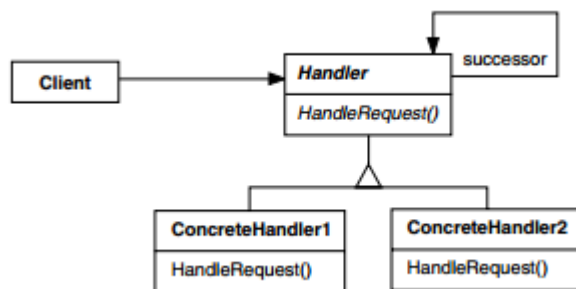 Client
Handler
successor
HandleRequest()
ConcreteHandler1
ConcreteHandler2
HandleRequest()
HandleRequest()